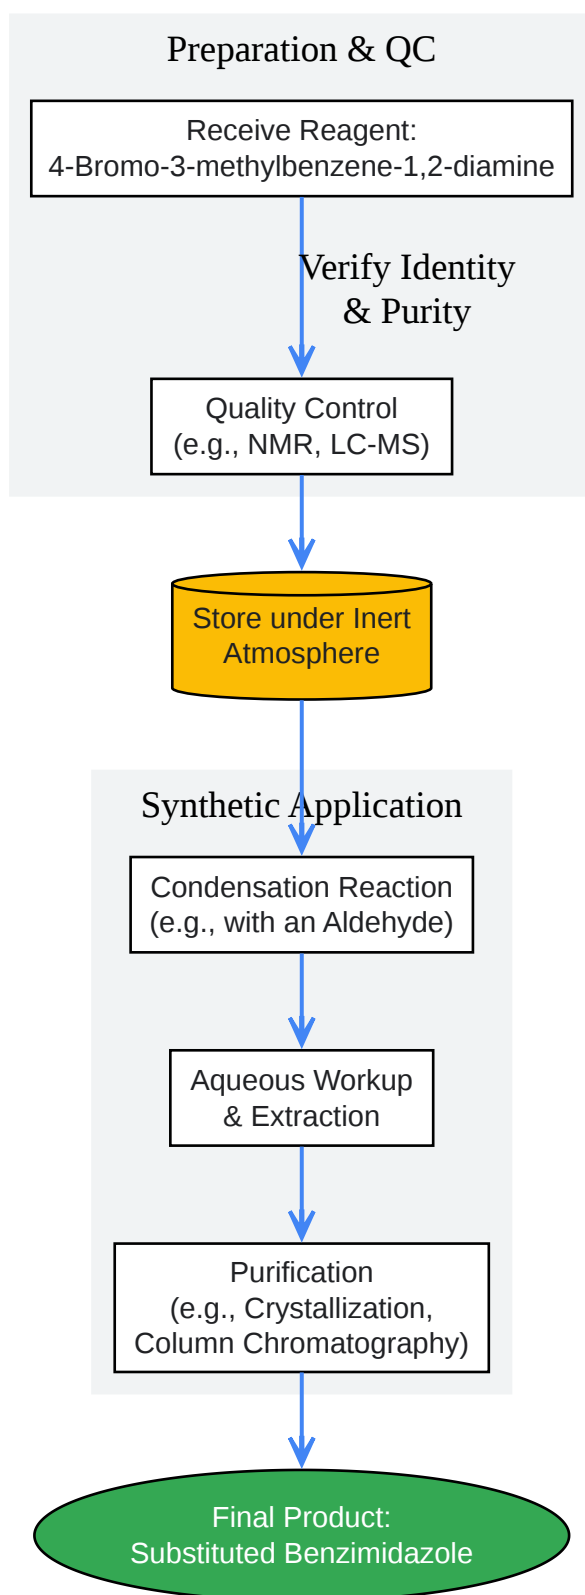 Preparation & QC
Receive Reagent:
4-Bromo-3-methylbenzene-1,2-diamine
Verify Identity
& Purity
Quality Control
(e.g., NMR, LC-MS)
Store under Inert
Atmosphere
Synthetic Application
Condensation Reaction
(e.g., with an Aldehyde)
Aqueous Workup
& Extraction
Purification
(e.g., Crystallization,
Column Chromatography)
Final Product:
Substituted Benzimidazole